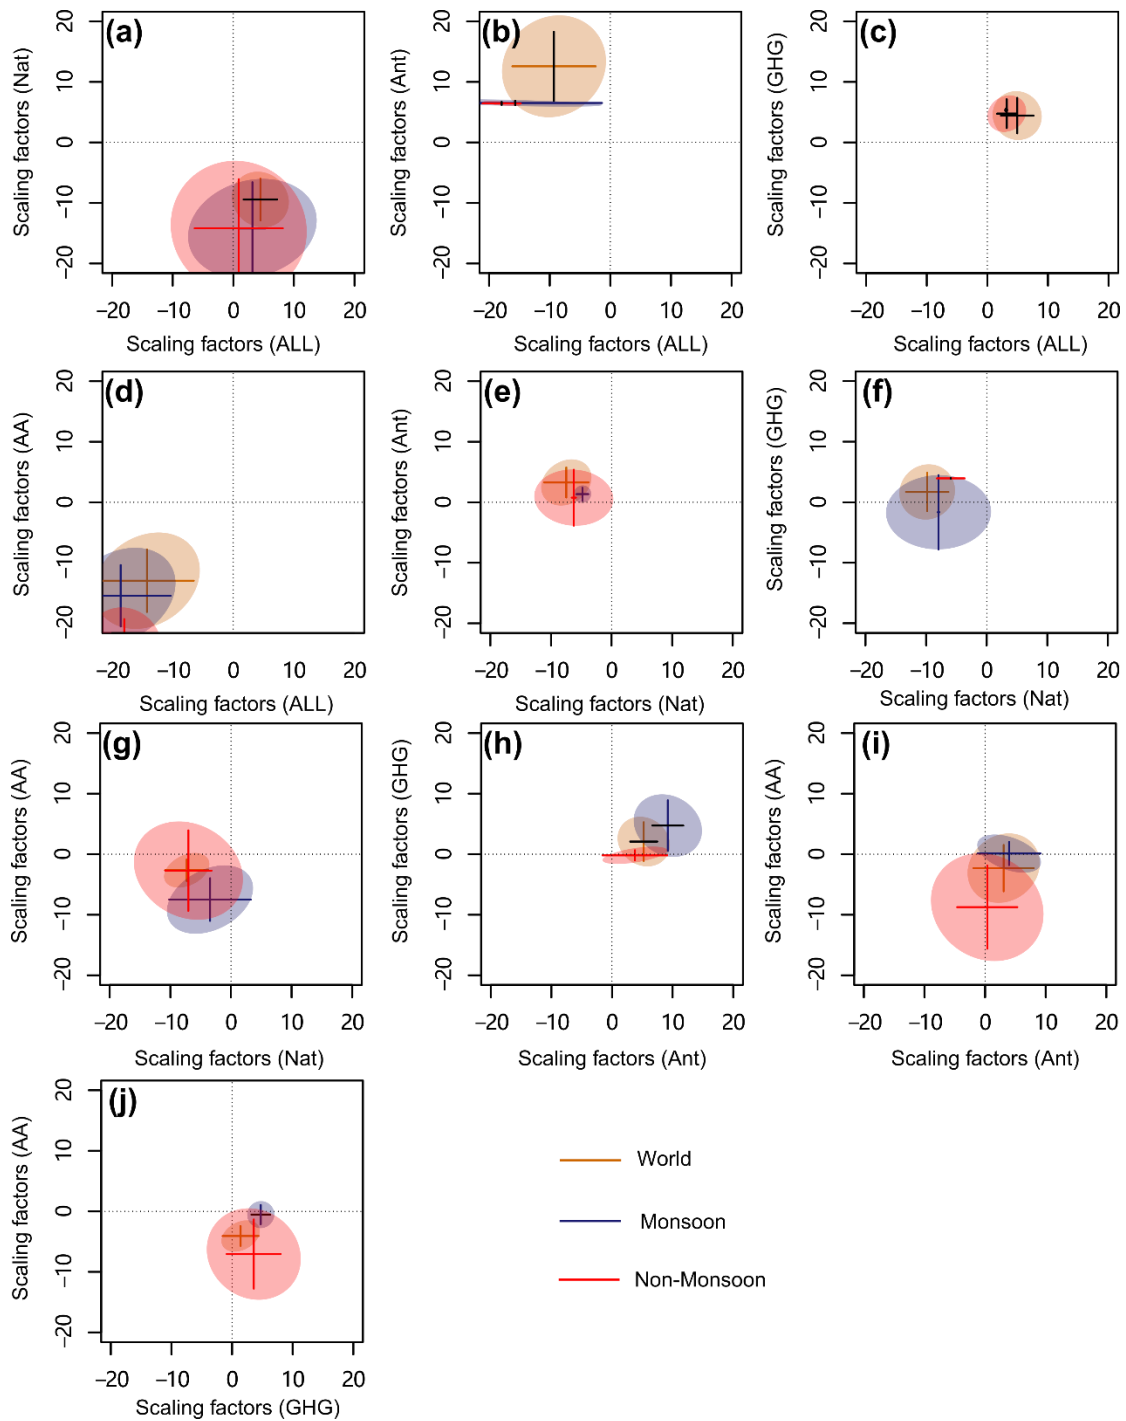 (a)
Scaling factors (Nat)
20
10
0
−10
−20
−20 −10 0 10 20
Scaling factors (ALL)
(b)
Scaling factors (Ant)
20
10
0
−10
−20
−20 −10 0 10 20
Scaling factors (ALL)
(c)
Scaling factors (GHG)
20
10
0
−10
−20
−20 −10 0 10 20
Scaling factors (ALL)
(d)
Scaling factors (AA)
20
10
0
−10
−20
−20 −10 0 10 20
Scaling factors (ALL)
(e)
Scaling factors (Ant)
20
10
0
−10
−20
−20 −10 0 10 20
Scaling factors (Nat)
(f)
Scaling factors (GHG)
20
10
0
−10
−20
−20 −10 0 10 20
Scaling factors (Nat)
(g)
Scaling factors (AA)
20
10
0
−10
−20
−20 −10 0 10 20
Scaling factors (Nat)
(h)
Scaling factors (GHG)
20
10
0
−10
−20
−20 −10 0 10 20
Scaling factors (Ant)
(i)
Scaling factors (AA)
20
10
0
−10
−20
−20 −10 0 10 20
Scaling factors (Ant)
(j)
Scaling factors (AA)
20
10
0
−10
−20
−20 −10 0 10 20
Scaling factors (GHG)
World
Monsoon
Non-Monsoon